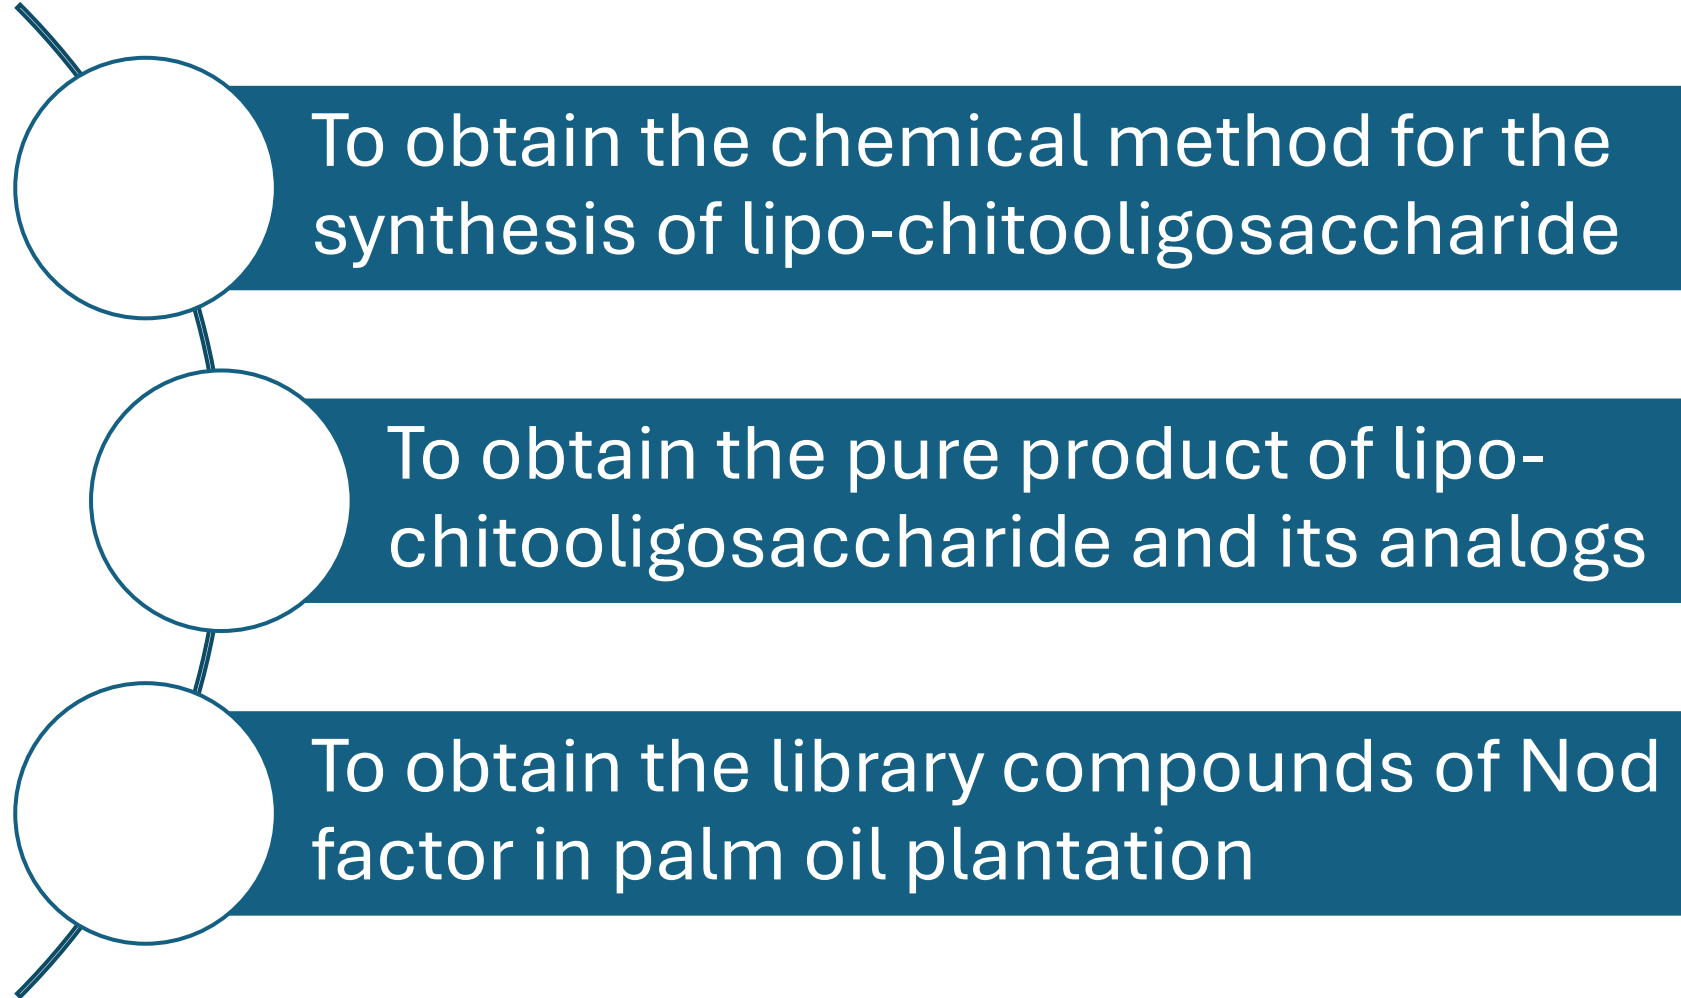 To obtain the chemical method for the
synthesis of lipo-chitooligosaccharide
To obtain the pure product of lipo-
chitooligosaccharide and its analogs
To obtain the library compounds of Nod
factor in palm oil plantation